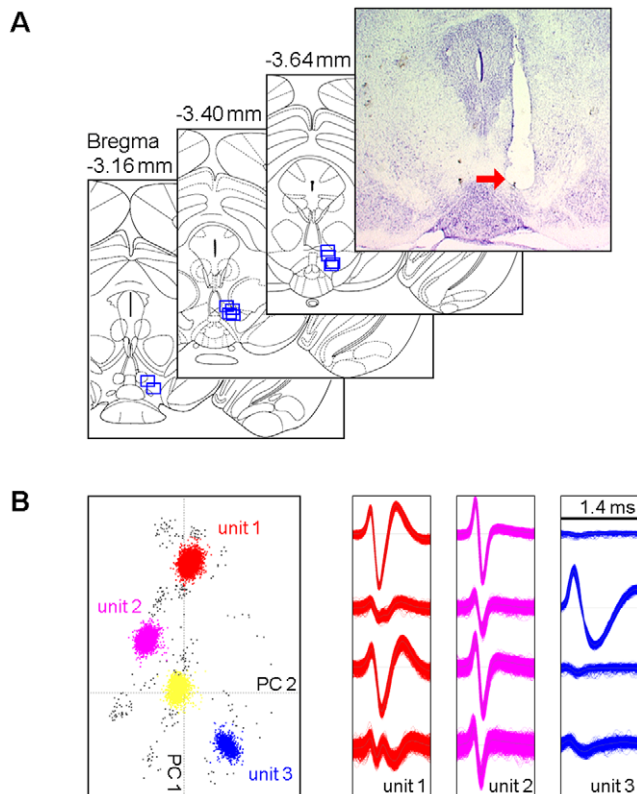 A
-3.64 mm
-3.40 mm
Bregma
-3.16 mm
B
unit 1
unit 2
PC 2
PC 1
unit 3
1.4 ms
unit 1
unit 2
unit 3